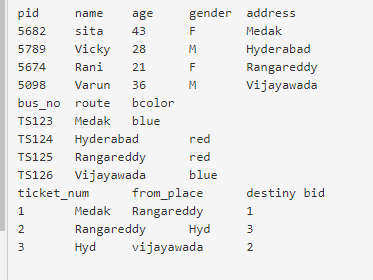 pid name age gender address
5682 sita 43 F Medak
5789 Vicky 28 M Hyderabad
5674 Rani 21 F Rangareddy
5098 Varun 36 M Vijayawada
bus_no route bcolor
TS123 Medak blue
TS124 Hyderabad red
TS125 Rangareddy red
TS126 Vijayawada blue
ticket_num from_place destiny bid
1 Medak Rangareddy 1
2 Rangareddy Hyd 3
3 Hyd vijayawada 2